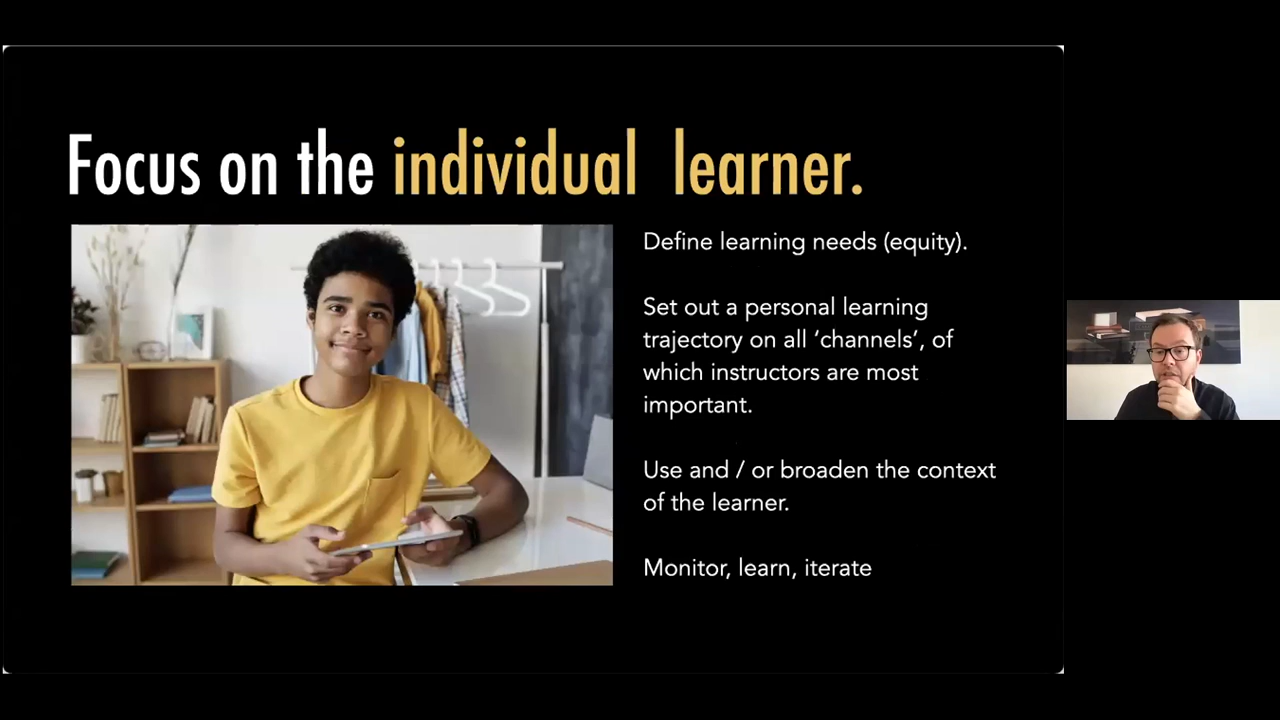 Focus on the individual learner.
Define learning needs (equity).
Set out a personal learning
trajectory on all ‘channels’, of
which instructors are most
important.
Use and / or broaden the context
of the learner.
Monitor, learn, iterate